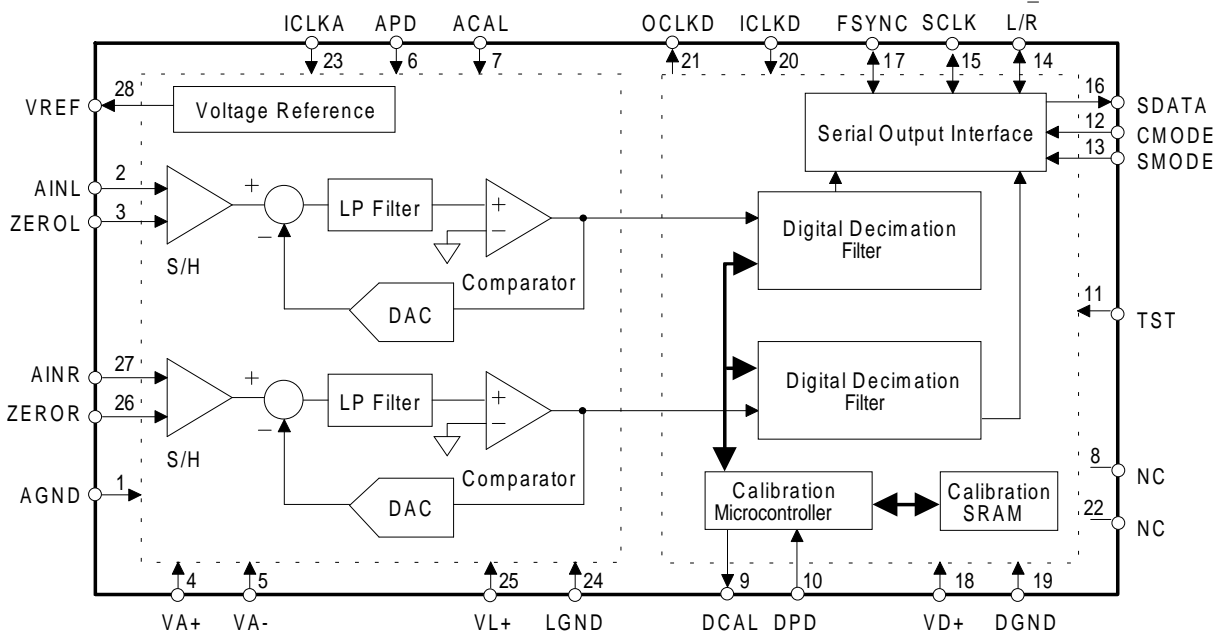 ICLKA APD ACAL OCLKD ICLKD FSYNC SCLK L/R̅
23 6 7 21 20 17 15 14
28
VREF
Voltage Reference
16
SDATA
Serial Output Interface
12
CMODE
13
SMODE
2
AINL
3
ZEROL
S/H
+
−
LP Filter
+
−
Comparator
DAC
Digital Decimation
Filter
11
TST
27
AINR
26
ZEROR
S/H
+
−
LP Filter
+
−
Comparator
DAC
Digital Decimation
Filter
1
AGND
8
NC
Calibration
Microcontroller
Calibration
SRAM
22
NC
4 5 25 24 9 10 18 19
VA+ VA- VL+ LGND DCAL DPD VD+ DGND